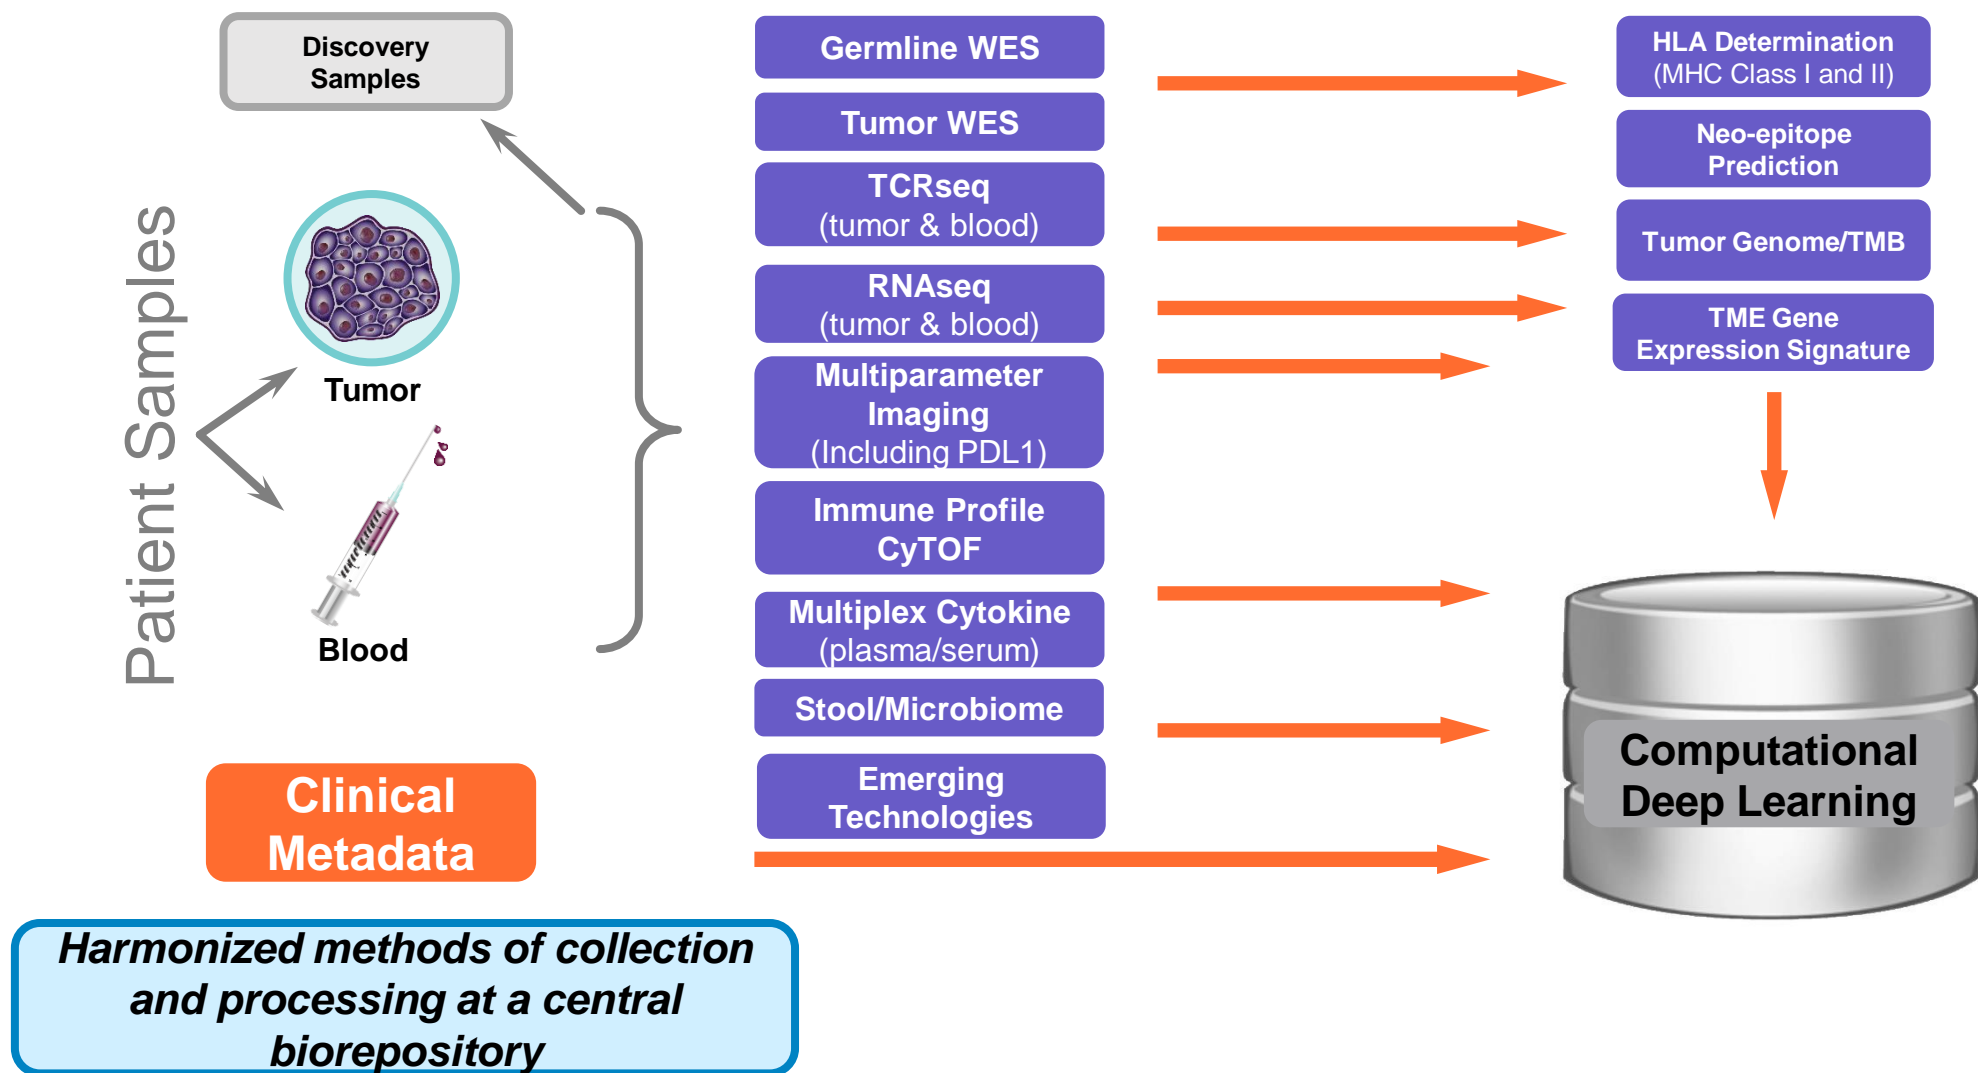 Discovery
Samples
Patient Samples
Tumor
Blood
Clinical
Metadata
Harmonized methods of collection
and processing at a central
biorepository
Germline WES
Tumor WES
TCRseq
(tumor & blood)
RNAseq
(tumor & blood)
Multiparameter
Imaging
(Including PDL1)
Immune Profile
CyTOF
Multiplex Cytokine
(plasma/serum)
Stool/Microbiome
Emerging
Technologies
HLA Determination
(MHC Class I and II)
Neo-epitope
Prediction
Tumor Genome/TMB
TME Gene
Expression Signature
Computational
Deep Learning